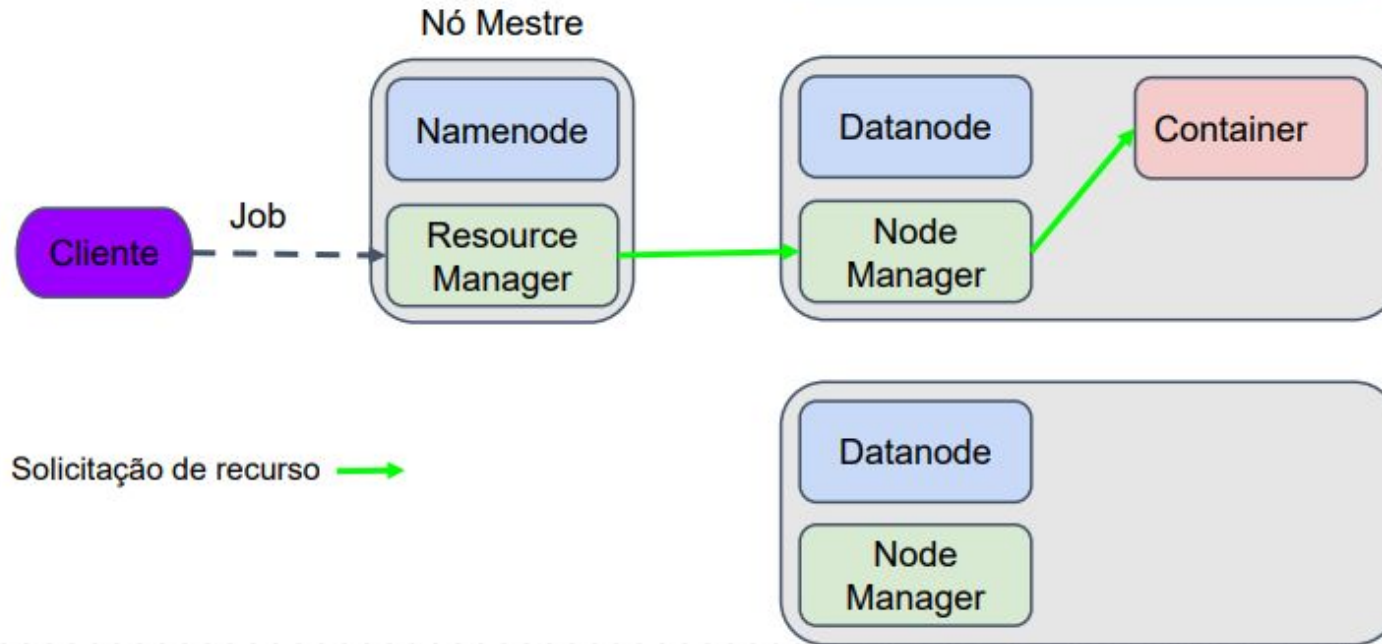 Nó Mestre
Namenode
Datanode
Container
Cliente
Job
Resource
Manager
Node
Manager
Solicitação de recurso
Datanode
Node
Manager